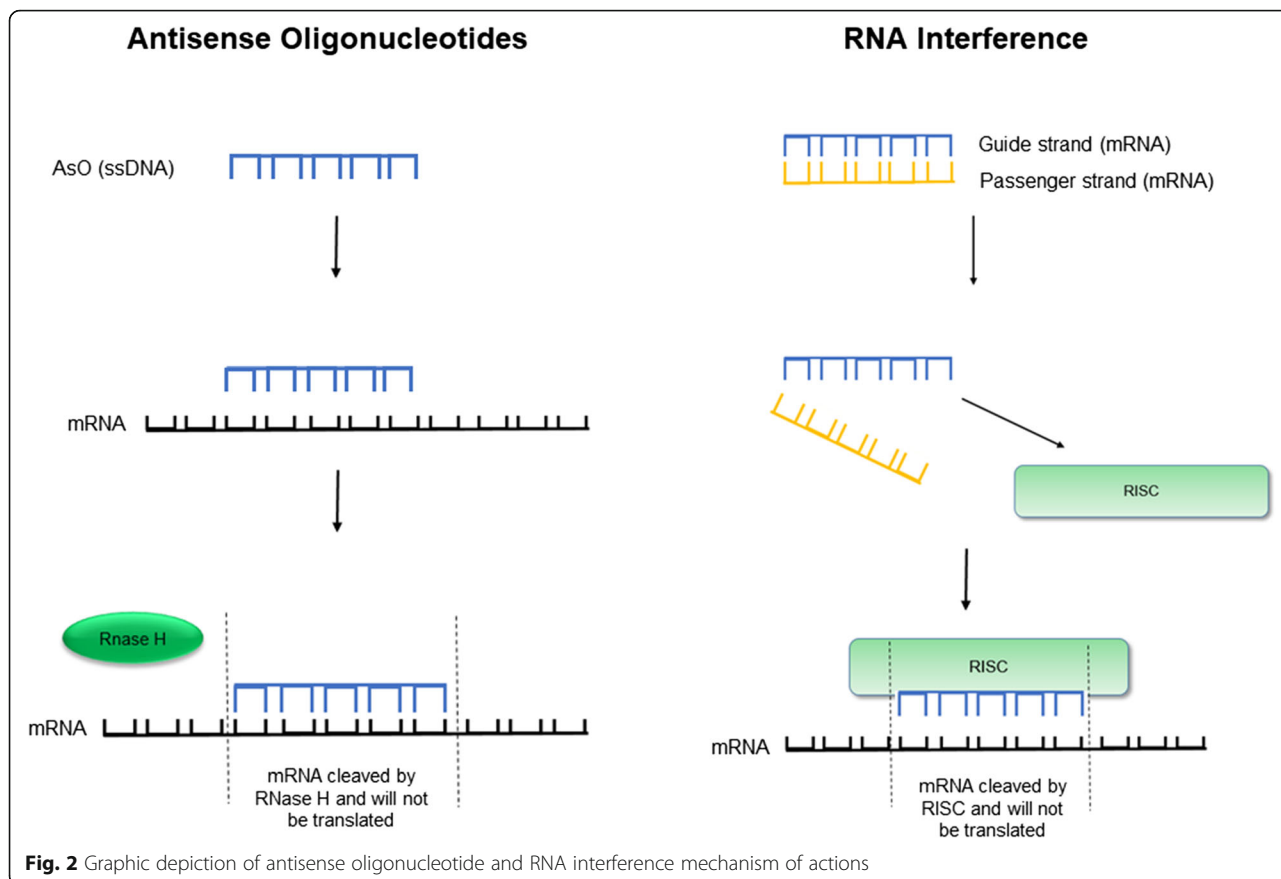 Antisense Oligonucleotides
AsO (ssDNA)
mRNA
Rnase H
mRNA
mRNA cleaved by
RNase H and will not
be translated
RNA Interference
Guide strand (mRNA)
Passenger strand (mRNA)
RISC
RISC
mRNA
mRNA cleaved by
RISC and will not
be translated
Fig. 2 Graphic depiction of antisense oligonucleotide and RNA interference mechanism of actions